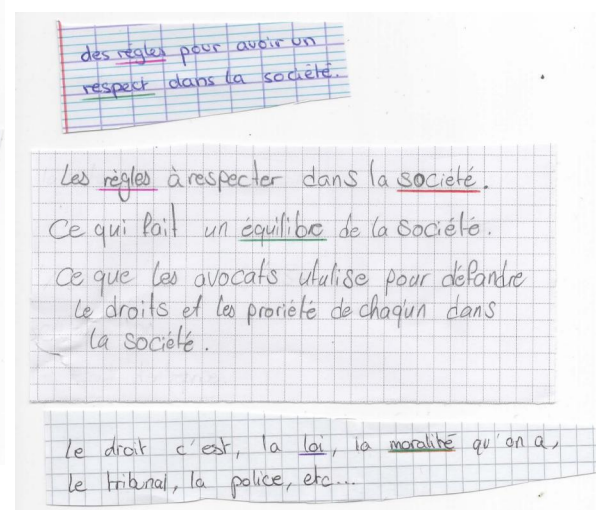 des régles pour avoir un
respect dans la société.
Les règles à respecter dans la société.
Ce qui fait un équilibre de la société.
Ce que les avocats utulise pour défandre
le droits et les proriété de chaqun dans
la société.
Le droit c'est, la loi, la moralité qu'on a,
le tribunal, la police, etc...